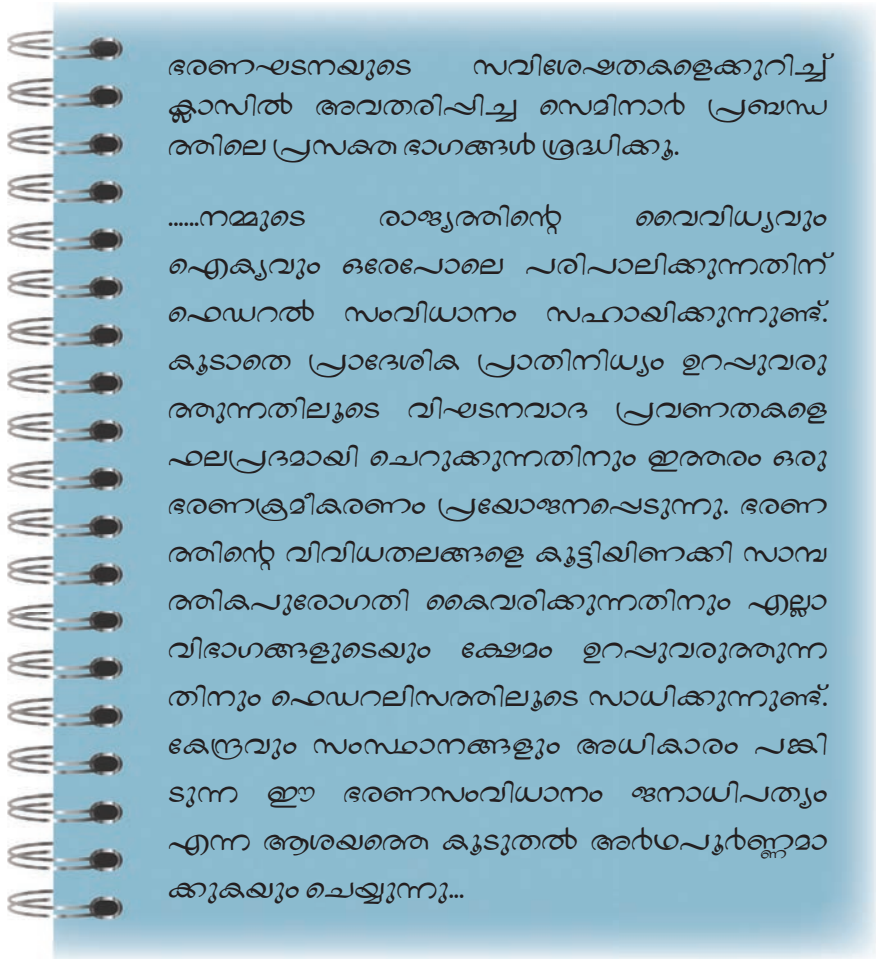 ഭരണഘടനയുടെ സവിശേഷതകളെക്കുറിച്ച്
ക്ലാസിൽ അവതരിപ്പിച്ച സെമിനാർ പ്രബന്ധ
ത്തിലെ പ്രസക്ത ഭാഗങ്ങൾ ശ്രദ്ധിക്കൂ.
......നമ്മുടെ രാജ്യത്തിന്റെ വൈവിധ്യവും
ഐക്യവും ഒരേപോലെ പരിപാലിക്കുന്നതിന്
ഫെഡറൽ സംവിധാനം സഹായിക്കുന്നുണ്ട്.
കൂടാതെ പ്രാദേശിക പ്രാതിനിധ്യം ഉറപ്പുവരു
ത്തുന്നതിലൂടെ വിഘടനവാദ പ്രവണതകളെ
ഫലപ്രദമായി ചെറുക്കുന്നതിനും ഇത്തരം ഒരു
ഭരണക്രമീകരണം പ്രയോജനപ്പെടുന്നു. ഭരണ
ത്തിന്റെ വിവിധതലങ്ങളെ കൂട്ടിയിണക്കി സാമ്പ
ത്തികപുരോഗതി കൈവരിക്കുന്നതിനും എല്ലാ
വിഭാഗങ്ങളുടെയും ക്ഷേമം ഉറപ്പുവരുത്തുന്ന
തിനും ഫെഡറലിസത്തിലൂടെ സാധിക്കുന്നുണ്ട്.
കേന്ദ്രവും സംസ്ഥാനങ്ങളും അധികാരം പങ്കി
ടുന്ന ഈ ഭരണസംവിധാനം ജനാധിപത്യം
എന്ന ആശയത്തെ കൂടുതൽ അർഥപൂർണ്ണമാ
ക്കുകയും ചെയ്യുന്നു...